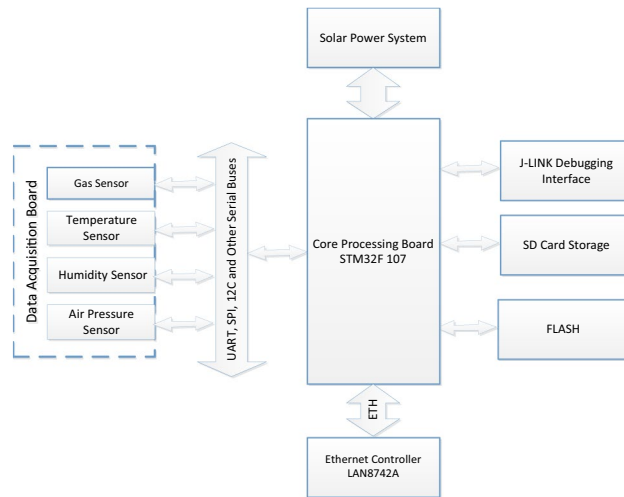 Solar Power System
Data Acquisition Board
Gas Sensor
Temperature
Sensor
Humidity Sensor
Air Pressure
Sensor
UART, SPI, 12C and Other Serial Buses
Core Processing Board
STM32F 107
J-LINK Debugging
Interface
SD Card Storage
FLASH
ETH
Ethernet Controller
LAN8742A